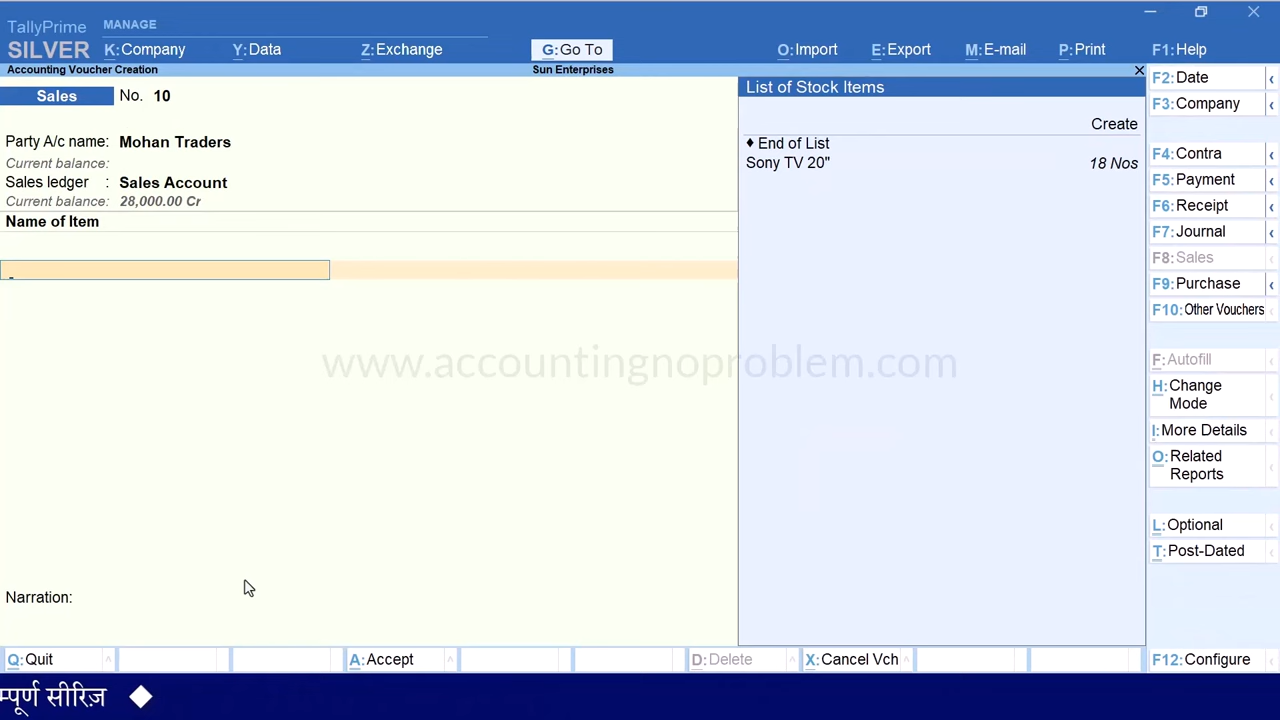 TallyPrime MANAGE
SILVER K:Company Y:Data Z:Exchange G:Go To O:Import E:Export M:E-mail P:Print F1:Help
Accounting Voucher Creation Sun Enterprises
Sales No. 10
Party A/c name: Mohan Traders
Current balance:
Sales ledger : Sales Account
Current balance: 28,000.00 Cr
Name of Item
Narration:
List of Stock Items
Create
♦ End of List
Sony TV 20" 18 Nos
F2:Date
F3:Company
F4:Contra
F5:Payment
F6:Receipt
F7:Journal
F8:Sales
F9:Purchase
F10:Other Vouchers
F:Autofill
H:Change
Mode
I:More Details
O:Related
Reports
L:Optional
T:Post-Dated
www.accountingnoproblem.com
Q:Quit A:Accept D:Delete X:Cancel Vch F12:Configure
म्पूर्ण सीरिज़